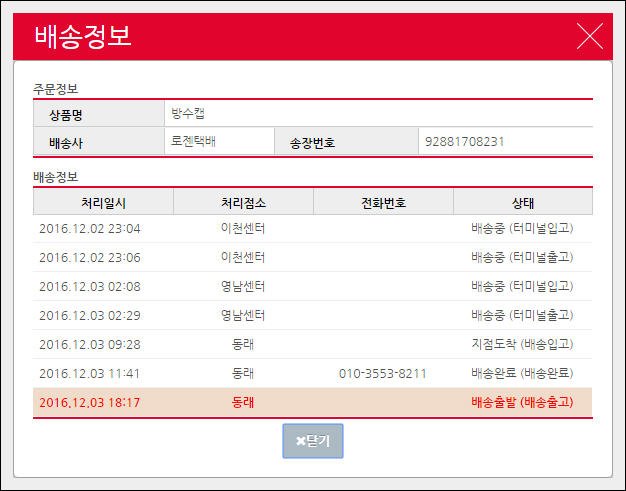 배송정보
주문정보
상품명 방수캡
배송사 로젠택배 송장번호 92881708231
배송정보
처리일시 처리점소 전화번호 상태
2016.12.02 23:04 이천센터 배송중 (터미널입고)
2016.12.02 23:06 이천센터 배송중 (터미널출고)
2016.12.03 02:08 영남센터 배송중 (터미널입고)
2016.12.03 02:29 영남센터 배송중 (터미널출고)
2016.12.03 09:28 동래 지점도착 (배송입고)
2016.12.03 11:41 동래 010-3553-8211 배송완료 (배송완료)
2016.12.03 18:17 동래 배송출발 (배송출고)
✖닫기